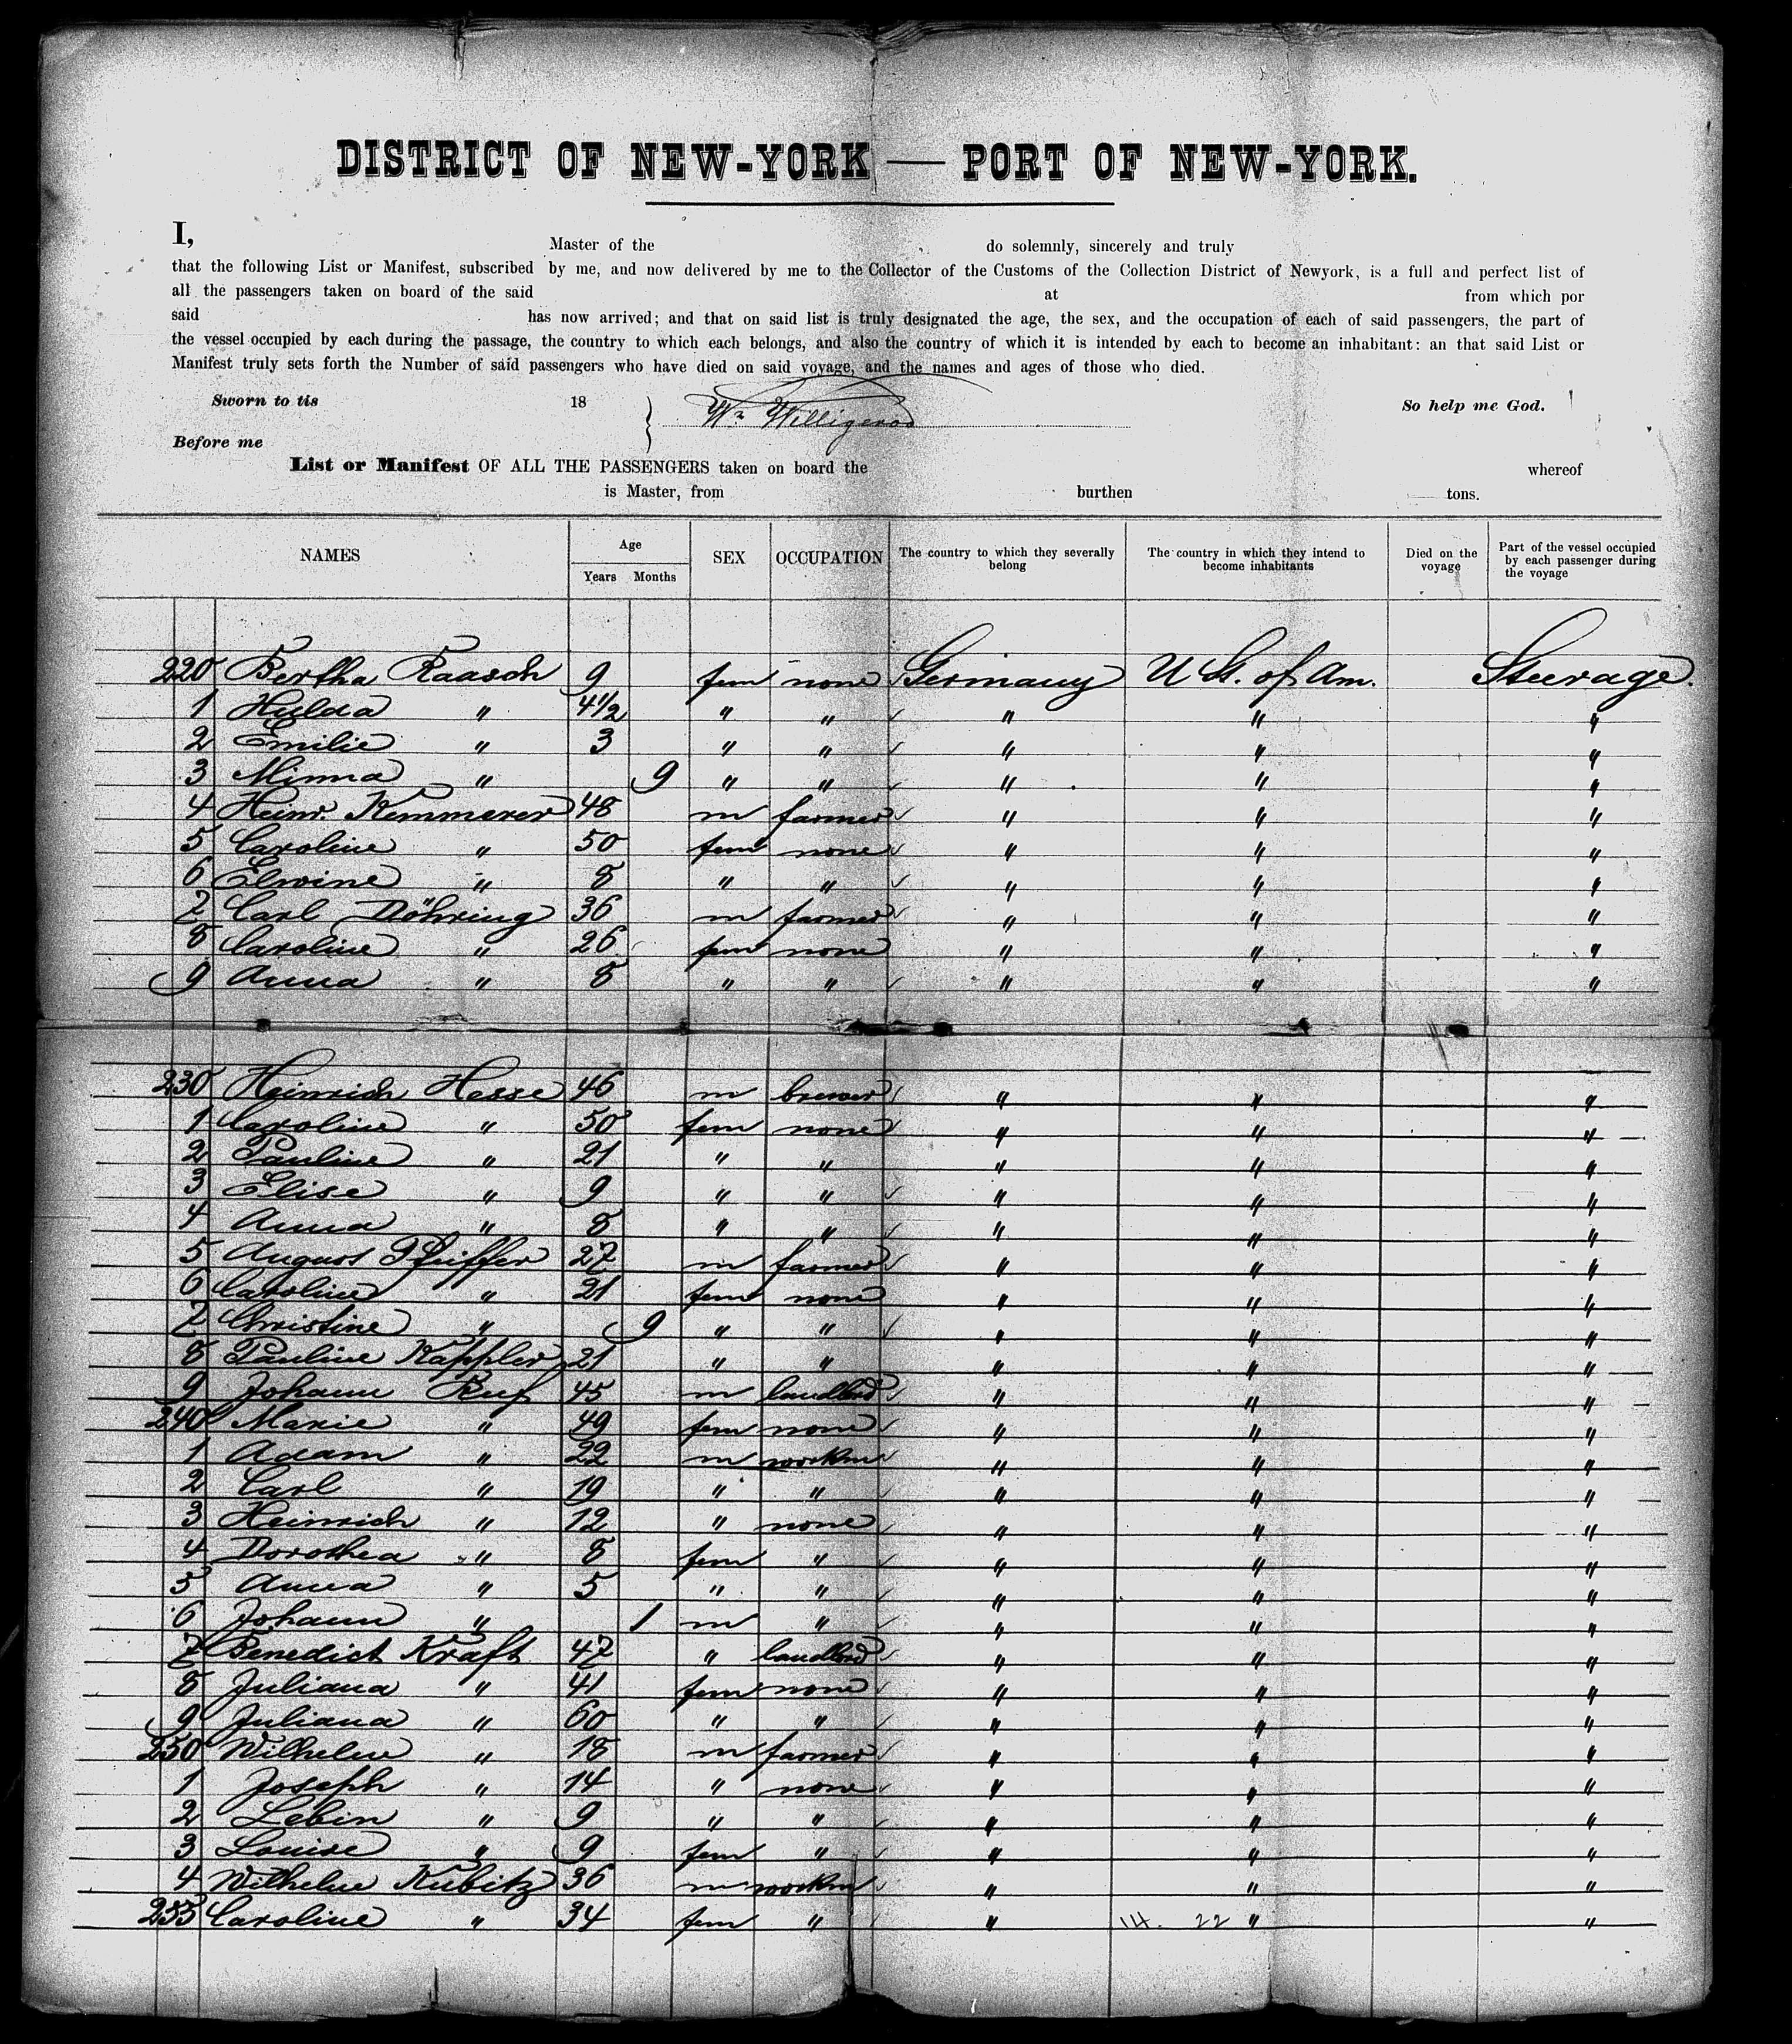 DISTRICT OF NEW-YORK — PORT OF NEW-YORK.
I, Master of the do solemnly, sincerely and truly
that the following List or Manifest, subscribed by me, and now delivered by me to the Collector of the Customs of the Collection District of Newyork, is a full and perfect list of
all the passengers taken on board of the said at from which por
said has now arrived; and that on said list is truly designated the age, the sex, and the occupation of each of said passengers, the part of
the vessel occupied by each during the passage, the country to which each belongs, and also the country of which it is intended by each to become an inhabitant: an that said List or
Manifest truly sets forth the Number of said passengers who have died on said voyage, and the names and ages of those who died.
Sworn to tis 18 } Wm Willigerod So help me God.
Before me
List or Manifest OF ALL THE PASSENGERS taken on board the whereof
is Master, from burthen tons.
NAMES Age Years Months SEX OCCUPATION The country to which they severally belong The country in which they intend to become inhabitants Died on the voyage Part of the vessel occupied by each passenger during the voyage
220 Bertha Raasch 9 fem none Germany U St. of Am. Steerage.
1 Hulda " 4 1/2 " " " " "
2 Emilie " 3 " " " " "
3 Minna " 9 " " " " "
4 Heinr. Kemmerer 48 m farmer " " "
5 Caroline " 50 fem none " " "
6 Elwine " 8 " " " " "
7 Carl Döhring 36 m farmer " " "
8 Caroline " 26 fem none " " "
9 Anna " 8 " " " " "
230 Heinrich Hesse 46 m brewer " " "
1 Caroline " 50 fem none " " "
2 Pauline " 21 " " " " "
3 Elise " 9 " " " " "
4 Anna " 8 " " " " "
5 August Pfeiffer 27 m farmer " " "
6 Caroline " 21 fem none " " "
7 Christine " 9 " " " " "
8 Pauline Kappler 21 " " " " "
9 Johann Ruf 45 m landlord " " "
240 Marie " 49 fem none " " "
1 Adam " 22 m workm " " "
2 Carl " 19 " " " " "
3 Heinrich " 12 " none " " "
4 Dorothea " 8 fem " " " "
5 Anna " 5 " " " " "
6 Johann " 1 m " " " "
7 Benedict Kraft 47 " landlord " " "
8 Juliana " 41 fem none " " "
9 Juliana " 60 " " " " "
250 Wilhelm " 18 m farmer " " "
1 Joseph " 14 " none " " "
2 Lebin " 9 " " " " "
3 Louise " 9 fem " " " "
4 Wilhelm Kubitz 36 m workm " " "
255 Caroline " 34 fem " " 14. 22 " "